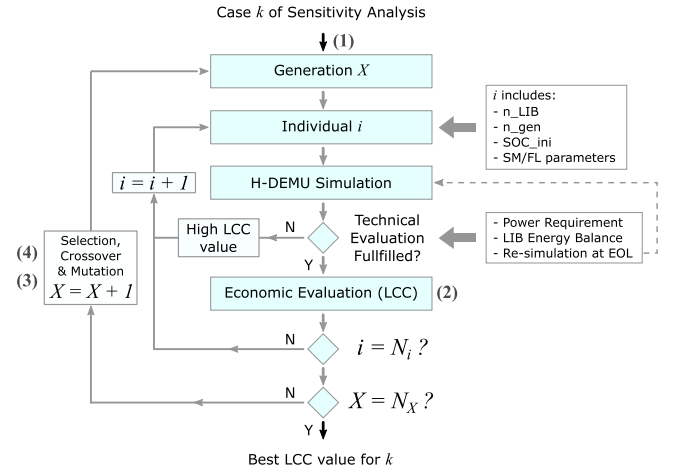 Case k of Sensitivity Analysis
(1)
Generation X
Individual i
i includes:
- n_LIB
- n_gen
- SOC_ini
- SM/FL parameters
i = i + 1
H-DEMU Simulation
High LCC
value
N
Technical
Evaluation
Fullfilled?
- Power Requirement
- LIB Energy Balance
- Re-simulation at EOL
Y
(4)
(3)
Selection,
Crossover
& Mutation
X = X + 1
Economic Evaluation (LCC)
(2)
N
i = Ni ?
N
X = NX ?
Y
Best LCC value for k